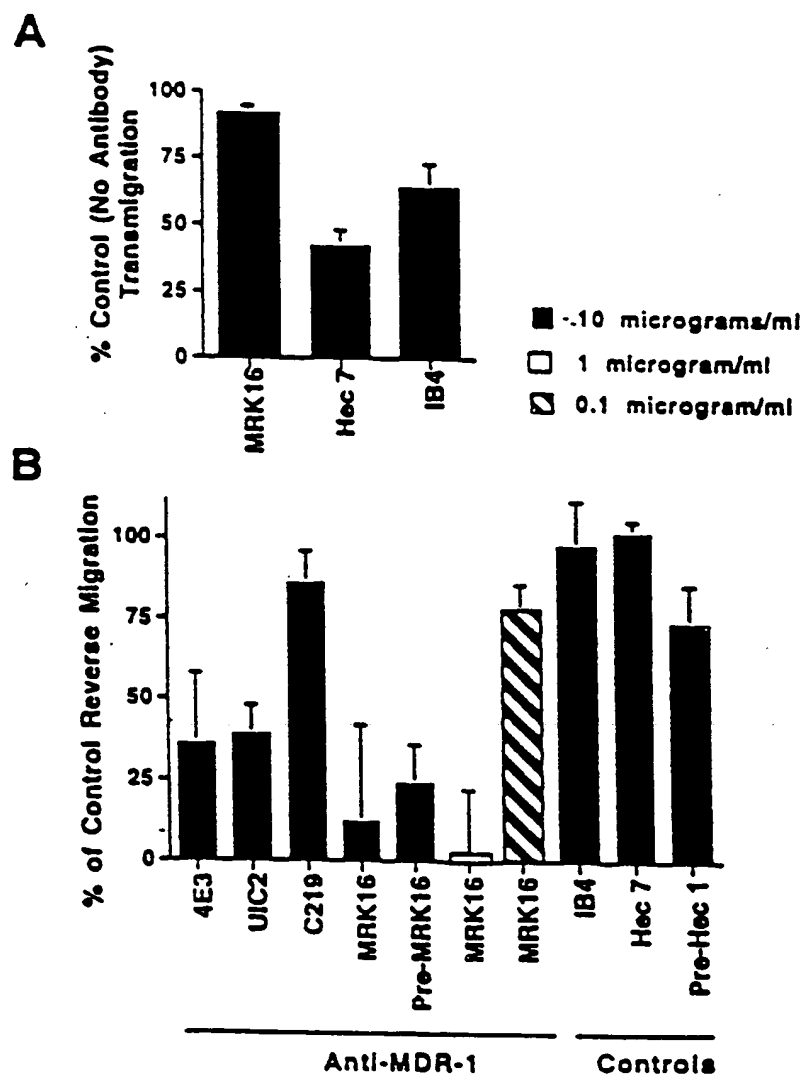 A
% Control (No Antibody)
Transmigration
100
75
50
25
0
MRK16
Hec 7
IB4
-.10 micrograms/ml
1 microgram/ml
0.1 microgram/ml
B
% of Control Reverse Migration
100
75
50
25
0
4E3
UIC2
C219
MRK16
Pre-MRK16
MRK16
MRK16
IB4
Hec 7
Pre-Hec 1
Anti-MDR-1
Controls